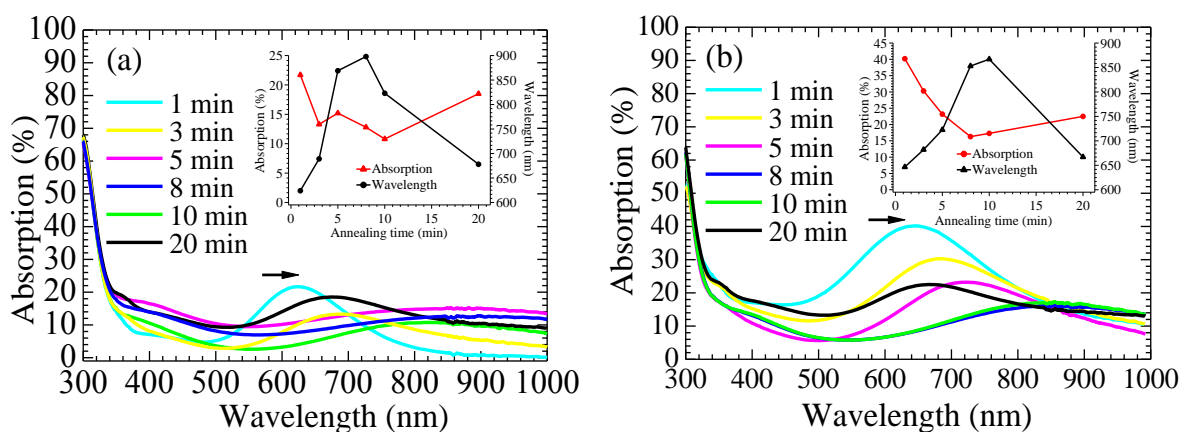 (a)
100
90
80
70
60
50
40
30
20
10
0
Absorption (%)
300 400 500 600 700 800 900 1000
Wavelength (nm)
1 min
3 min
5 min
8 min
10 min
20 min
25
20
15
10
5
0
Absorption (%)
900
850
800
750
700
650
600
Wavelength (nm)
Absorption
Wavelength
0 5 10 15 20
Annealing time (min)
(b)
100
90
80
70
60
50
40
30
20
10
0
Absorption (%)
300 400 500 600 700 800 900 1000
Wavelength (nm)
1 min
3 min
5 min
8 min
10 min
20 min
45
40
35
30
25
20
15
10
5
0
Absorption (%)
900
850
800
750
700
650
600
Wavelength (nm)
Absorption
Wavelength
0 5 10 15 20
Annealing time (min)